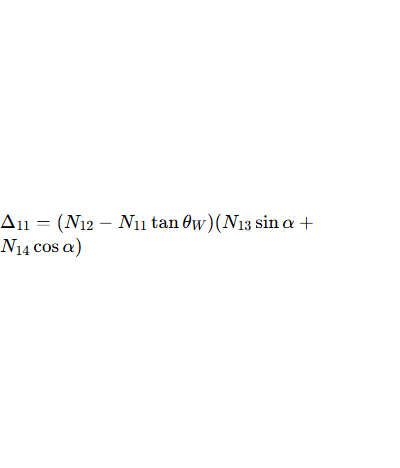 Δ₁₁ = (N₁₂ − N₁₁ tan θ_W)(N₁₃ sin α +
N₁₄ cos α)